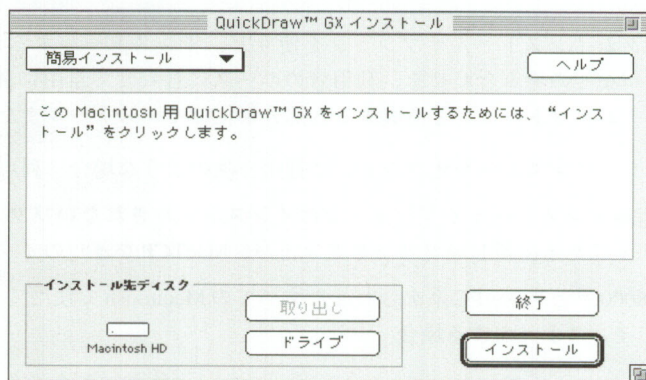 QuickDraw™ GX インストール
簡易インストール
ヘルプ
この Macintosh 用 QuickDraw™ GX をインストールするためには、“インス
トール”をクリックします。
インストール先ディスク
取り出し
終了
Macintosh HD
ドライブ
インストール